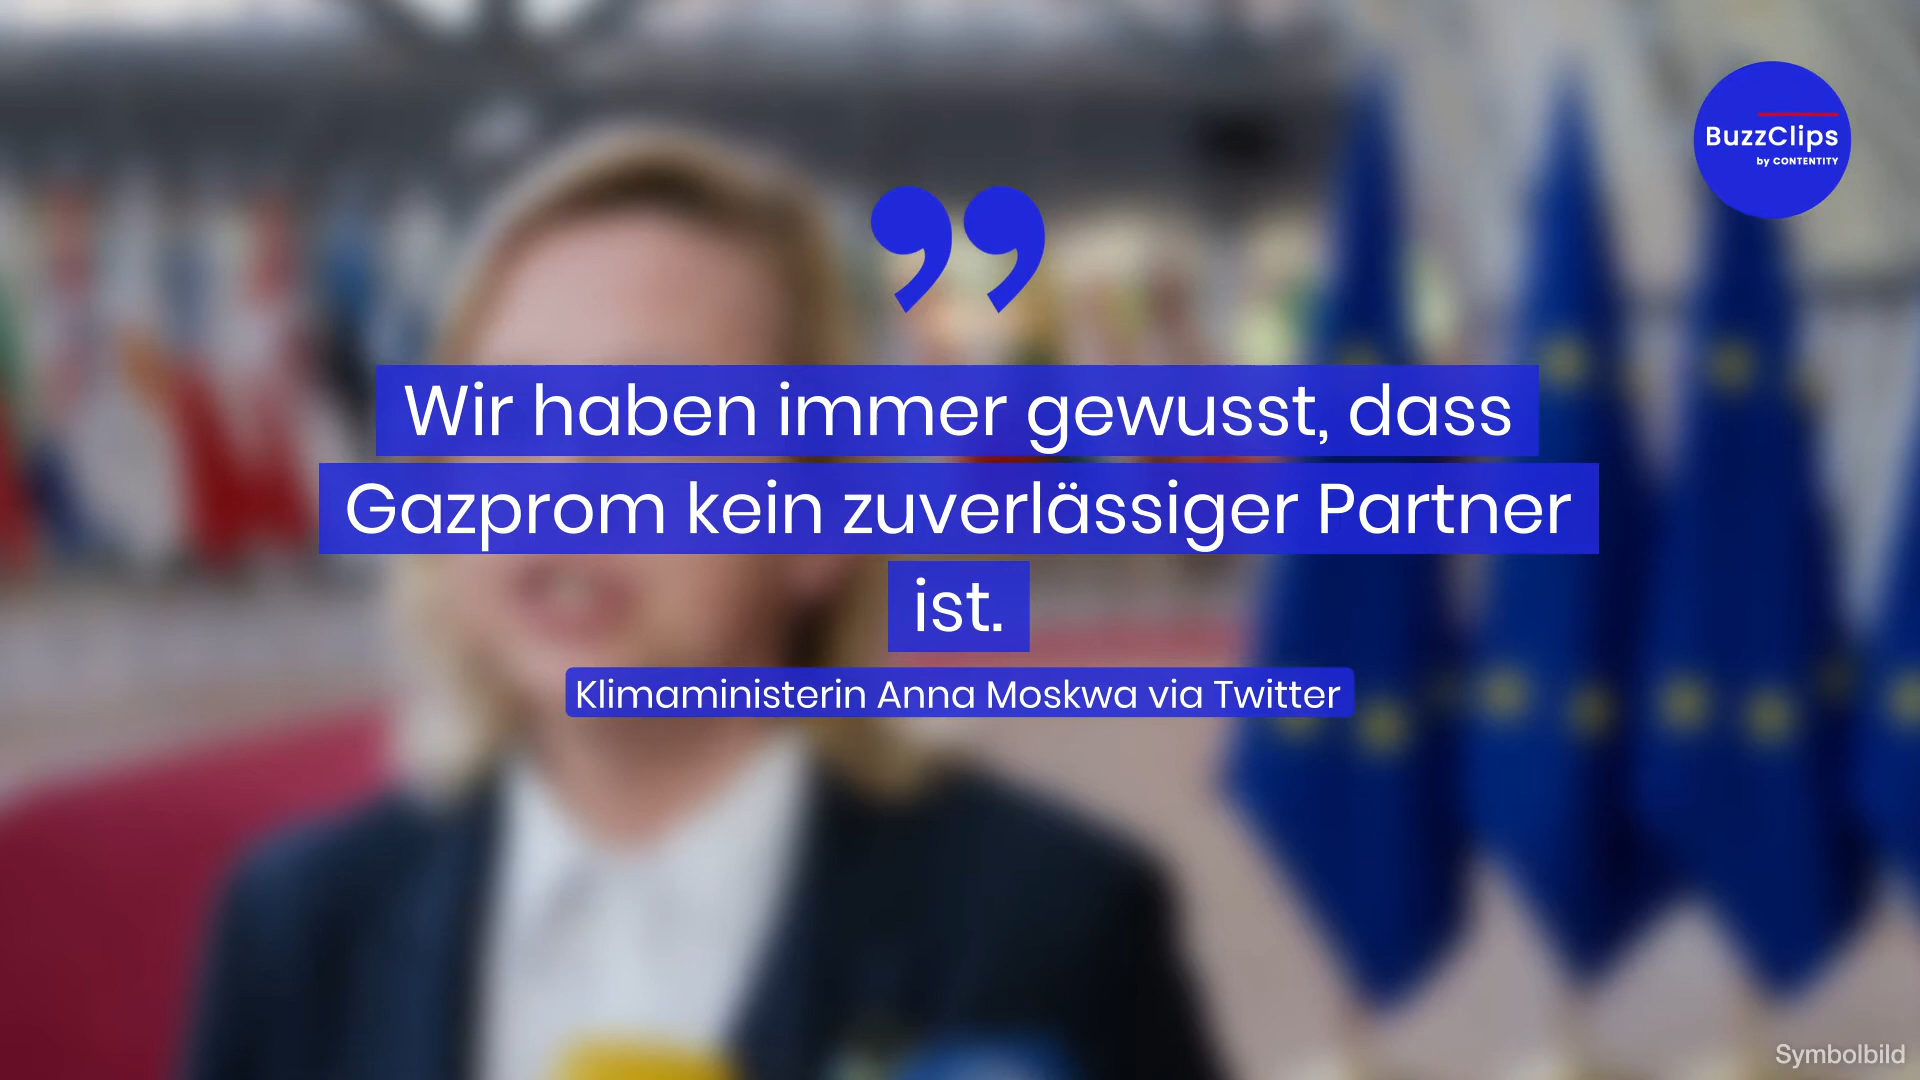 BuzzClips
by CONTENTITY
”
Wir haben immer gewusst, dass
Gazprom kein zuverlässiger Partner
ist.
Klimaministerin Anna Moskwa via Twitter
Symbolbild